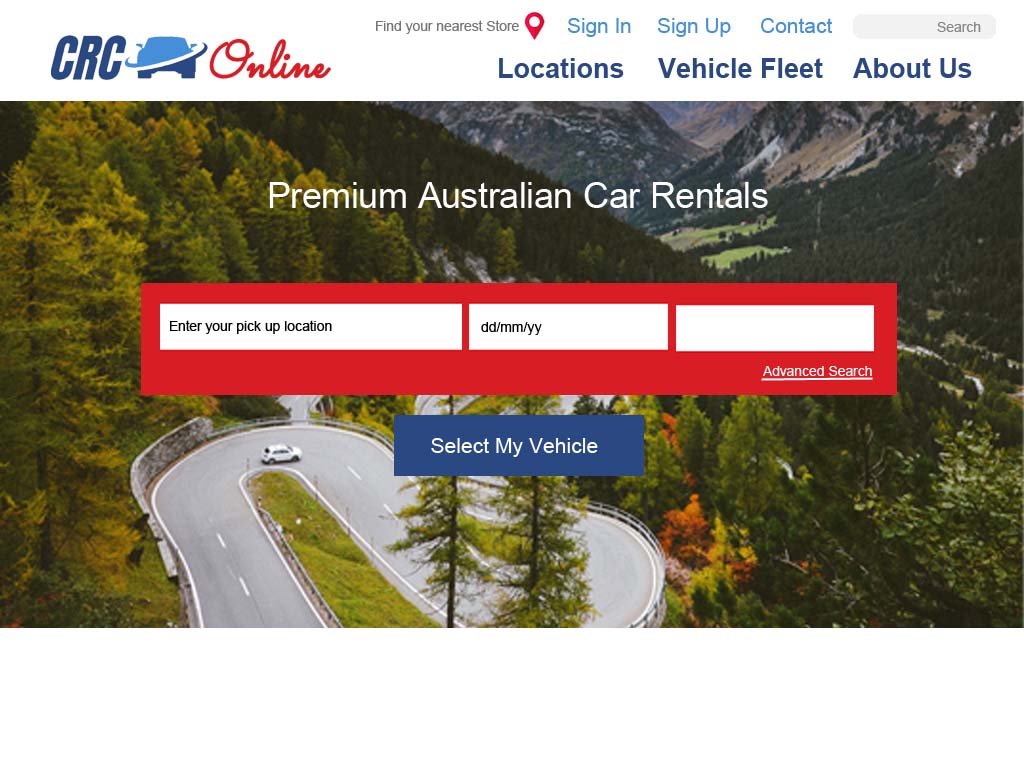 Find your nearest Store
Sign In
Sign Up
Contact
Search
CRC Online
Locations
Vehicle Fleet
About Us
Premium Australian Car Rentals
Enter your pick up location
dd/mm/yy
Advanced Search
Select My Vehicle